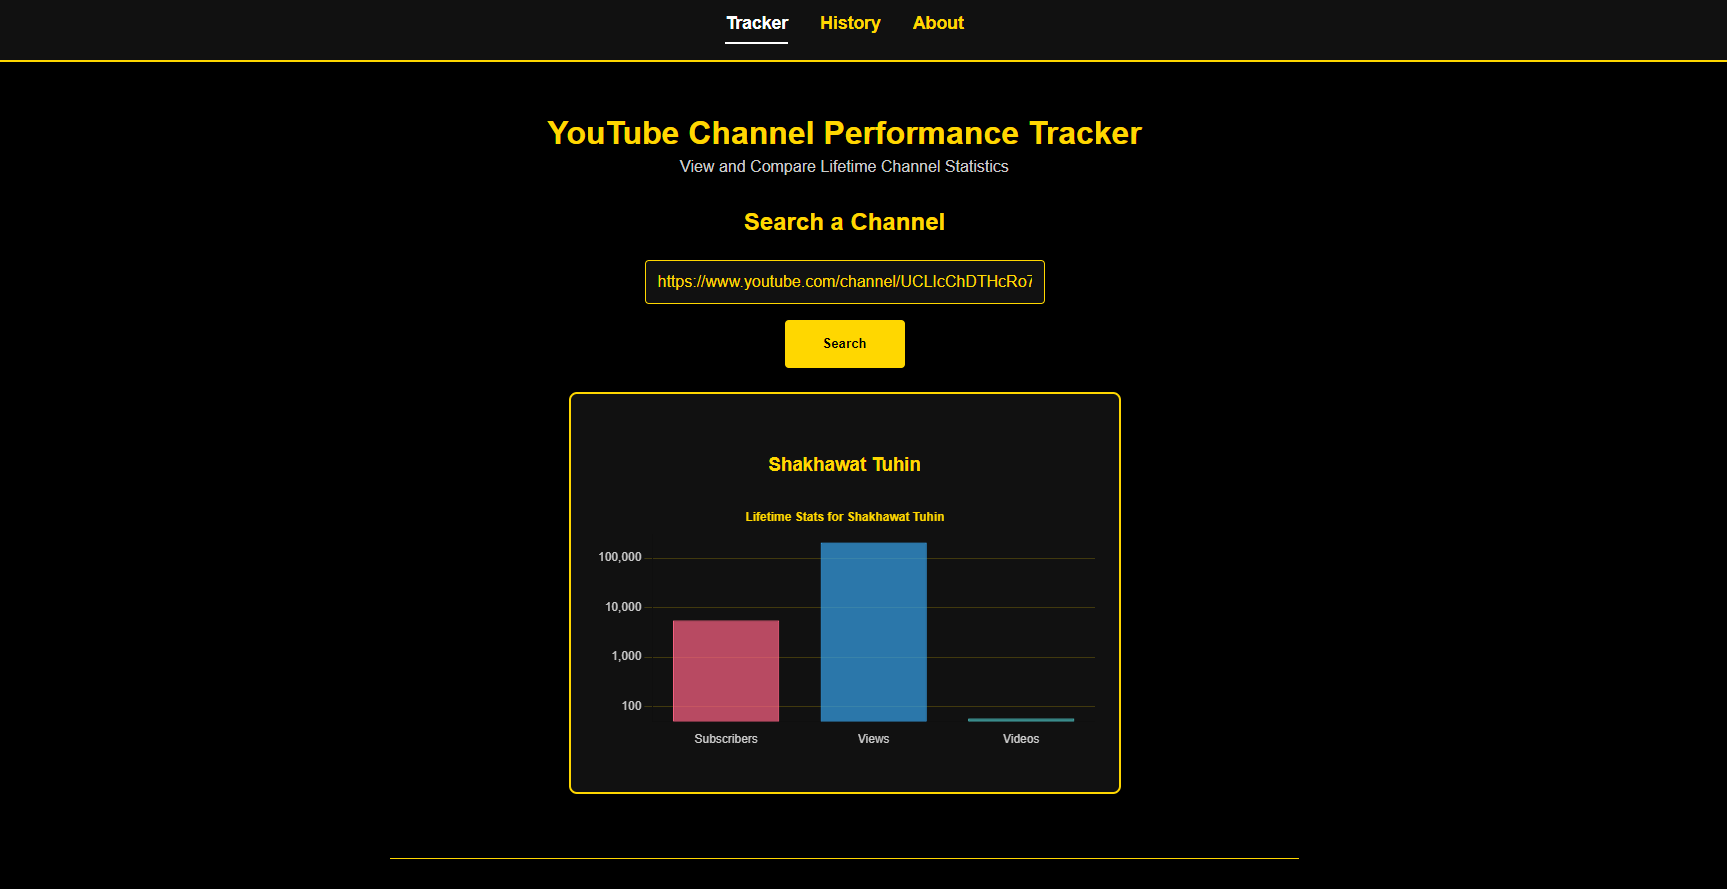 Tracker History About
YouTube Channel Performance Tracker
View and Compare Lifetime Channel Statistics
Search a Channel
https://www.youtube.com/channel/UCLIcChDTHcRo7
Search
Shakhawat Tuhin
Lifetime Stats for Shakhawat Tuhin
100,000
10,000
1,000
100
Subscribers Views Videos